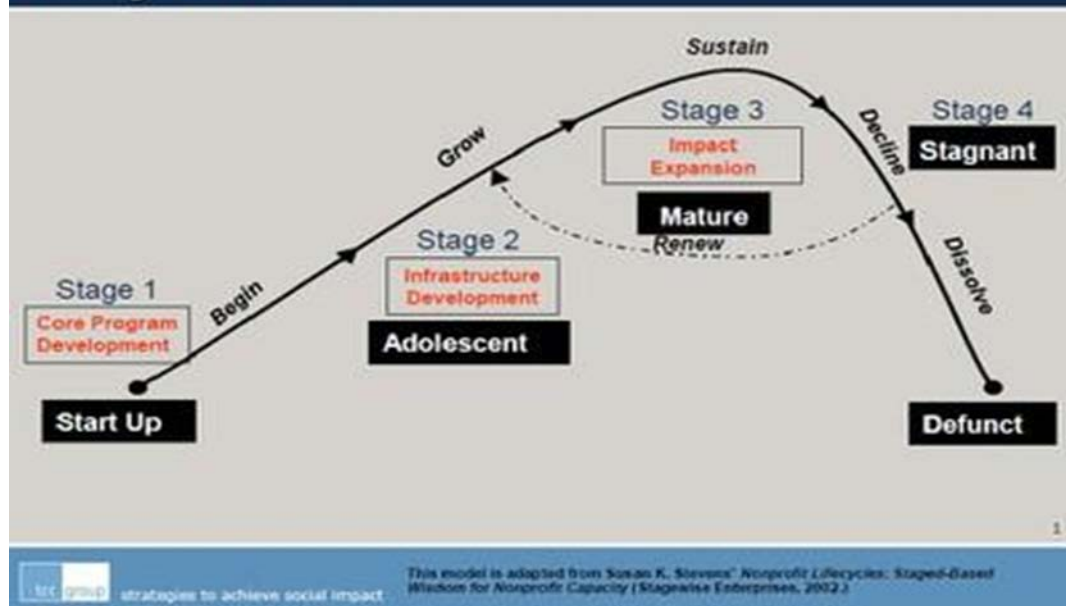 Sustain
Stage 3
Impact
Expansion
Mature
Renew
Decline
Stage 4
Stagnant
Grow
Stage 2
Infrastructure
Development
Adolescent
Dissolve
Begin
Stage 1
Core Program
Development
Start Up
Defunct
1
tcc group strategies to achieve social impact
This model is adapted from Susan K. Stevens' Nonprofit Lifecycles: Staged-Based
Wisdom for Nonprofit Capacity (Stagewise Enterprises, 2002.)